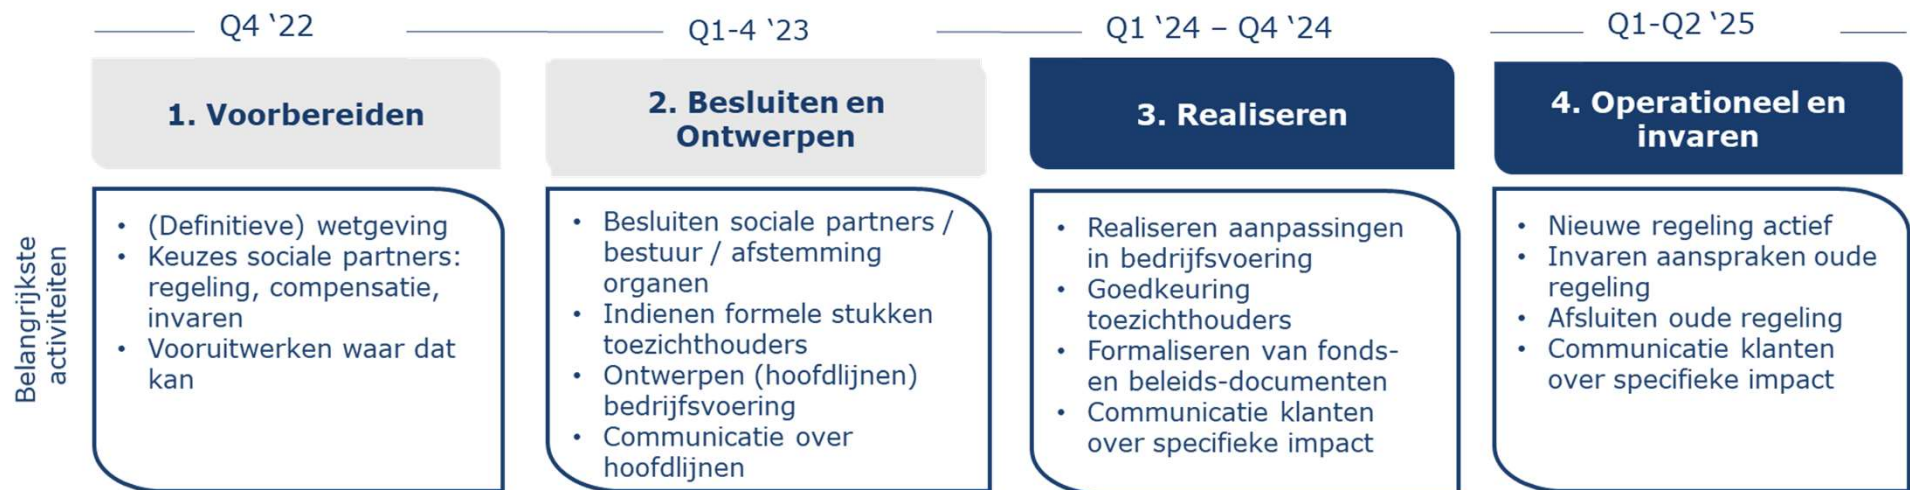 Q4 ‘22
Q1-4 ‘23
Q1 ‘24 – Q4 ‘24
Q1-Q2 ‘25
1. Voorbereiden
2. Besluiten en
Ontwerpen
3. Realiseren
4. Operationeel en
invaren
Belangrijkste
activiteiten
• (Definitieve) wetgeving
• Keuzes sociale partners:
regeling, compensatie,
invaren
• Vooruitwerken waar dat
kan
• Besluiten sociale partners /
bestuur / afstemming
organen
• Indienen formele stukken
toezichthouders
• Ontwerpen (hoofdlijnen)
bedrijfsvoering
• Communicatie over
hoofdlijnen
• Realiseren aanpassingen
in bedrijfsvoering
• Goedkeuring
toezichthouders
• Formaliseren van fonds-
en beleids-documenten
• Communicatie klanten
over specifieke impact
• Nieuwe regeling actief
• Invaren aanspraken oude
regeling
• Afsluiten oude regeling
• Communicatie klanten
over specifieke impact